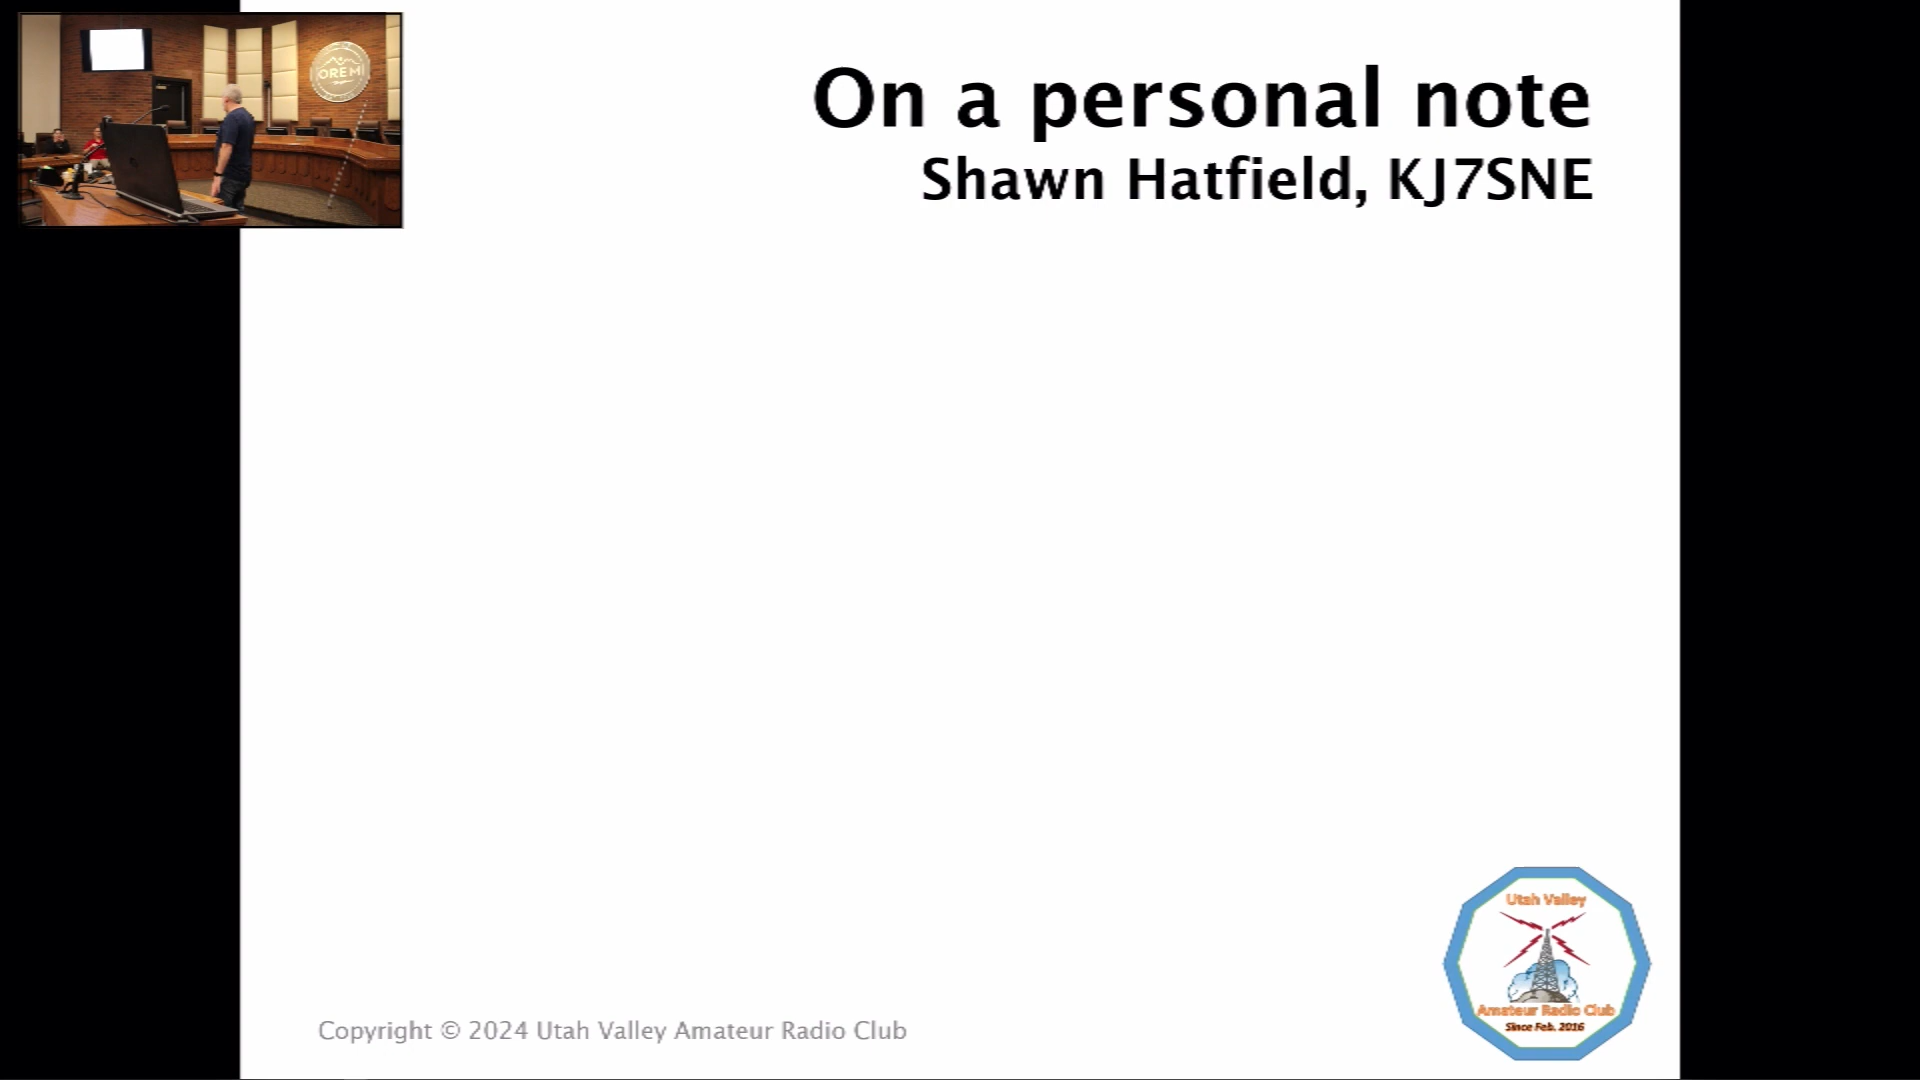 OREM
On a personal note
Shawn Hatfield, KJ7SNE
Utah Valley
Amateur Radio Club
Since Feb. 2016
Copyright © 2024 Utah Valley Amateur Radio Club